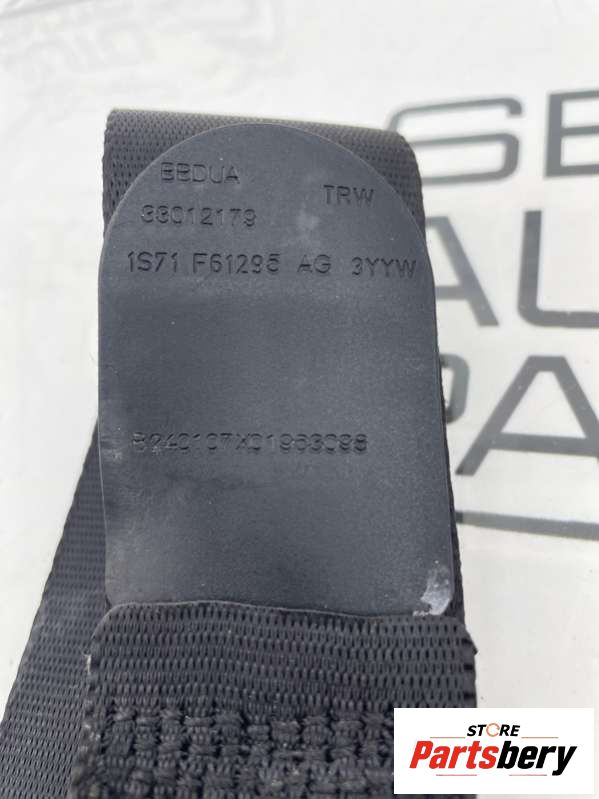 BBDUA TRW
33012179
1S71 F61295 AG 3YYW
B240107X01963098
STORE
Partsbery